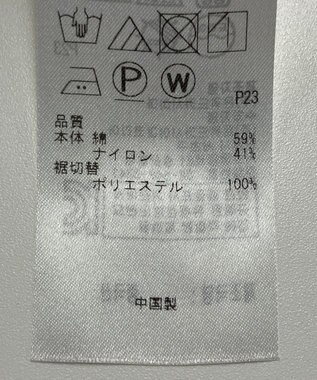 P W
P23
品質
本体 綿 59%
ナイロン 41%
裾切替
ポリエステル 100%
中国製